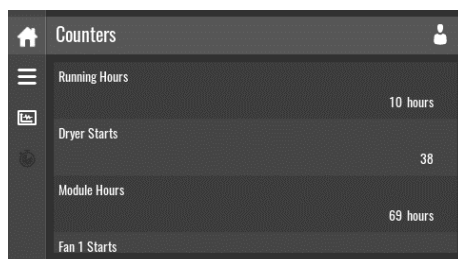 Counters
Running Hours
10 hours
Dryer Starts
38
Module Hours
69 hours
Fan 1 Starts